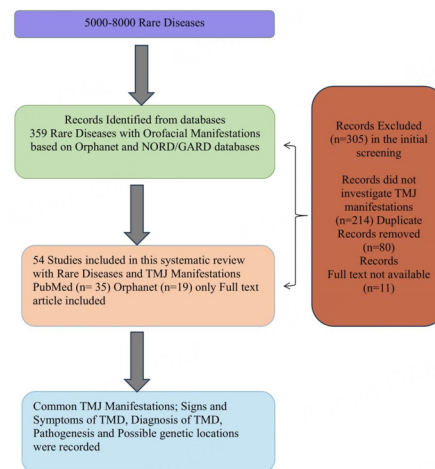 5000-8000 Rare Diseases
Records Identified from databases
359 Rare Diseases with Orofacial Manifestations
based on Orphanet and NORD/GARD databases
Records Excluded
(n=305) in the initial
screening
Records did not
investigate TMJ
manifestations
(n=214) Duplicate
Records removed
(n=80)
Records
Full text not available
(n=11)
54 Studies included in this systematic review
with Rare Diseases and TMJ Manifestations
PubMed (n= 35) Orphanet (n=19) only Full text
article included
Common TMJ Manifestations; Signs and
Symptoms of TMD, Diagnosis of TMD,
Pathogenesis and Possible genetic locations
were recorded